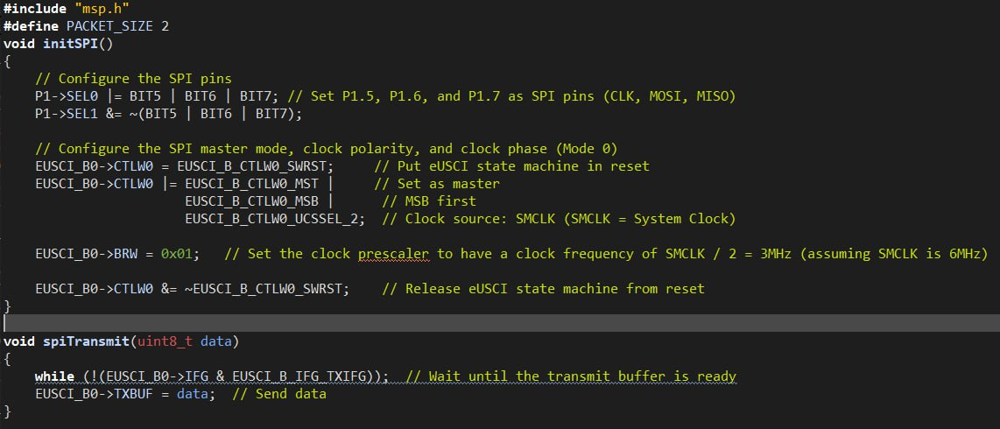 #include "msp.h"
#define PACKET_SIZE 2
void initSPI()
{
    // Configure the SPI pins
    P1->SEL0 |= BIT5 | BIT6 | BIT7; // Set P1.5, P1.6, and P1.7 as SPI pins (CLK, MOSI, MISO)
    P1->SEL1 &= ~(BIT5 | BIT6 | BIT7);

    // Configure the SPI master mode, clock polarity, and clock phase (Mode 0)
    EUSCI_B0->CTLW0 = EUSCI_B_CTLW0_SWRST;     // Put eUSCI state machine in reset
    EUSCI_B0->CTLW0 |= EUSCI_B_CTLW0_MST |     // Set as master
                       EUSCI_B_CTLW0_MSB |      // MSB first
                       EUSCI_B_CTLW0_UCSSEL_2;  // Clock source: SMCLK (SMCLK = System Clock)

    EUSCI_B0->BRW = 0x01;   // Set the clock prescaler to have a clock frequency of SMCLK / 2 = 3MHz (assuming SMCLK is 6MHz)

    EUSCI_B0->CTLW0 &= ~EUSCI_B_CTLW0_SWRST;    // Release eUSCI state machine from reset
}

void spiTransmit(uint8_t data)
{
    while (!(EUSCI_B0->IFG & EUSCI_B_IFG_TXIFG));  // Wait until the transmit buffer is ready
    EUSCI_B0->TXBUF = data;  // Send data
}